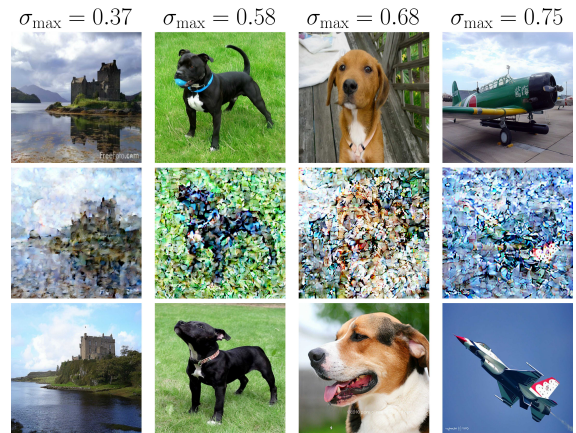 σmax = 0.37
σmax = 0.58
σmax = 0.68
σmax = 0.75